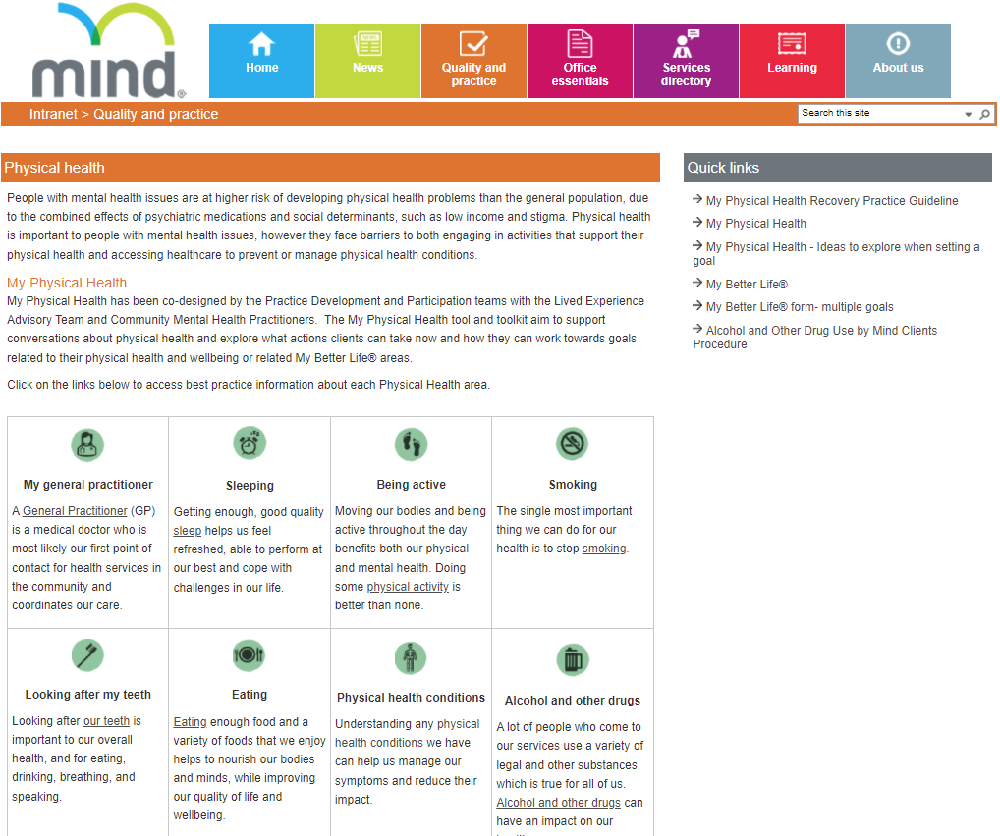 mind®
Home
News
Quality and
practice
Office
essentials
Services
directory
Learning
About us
Intranet > Quality and practice
Search this site
Physical health
People with mental health issues are at higher risk of developing physical health problems than the general population, due
to the combined effects of psychiatric medications and social determinants, such as low income and stigma. Physical health
is important to people with mental health issues, however they face barriers to both engaging in activities that support their
physical health and accessing healthcare to prevent or manage physical health conditions.
My Physical Health
My Physical Health has been co-designed by the Practice Development and Participation teams with the Lived Experience
Advisory Team and Community Mental Health Practitioners. The My Physical Health tool and toolkit aim to support
conversations about physical health and explore what actions clients can take now and how they can work towards goals
related to their physical health and wellbeing or related My Better Life® areas.
Click on the links below to access best practice information about each Physical Health area.
My general practitioner
A General Practitioner (GP)
is a medical doctor who is
most likely our first point of
contact for health services in
the community and
coordinates our care.
Sleeping
Getting enough, good quality
sleep helps us feel
refreshed, able to perform at
our best and cope with
challenges in our life.
Being active
Moving our bodies and being
active throughout the day
benefits both our physical
and mental health. Doing
some physical activity is
better than none.
Smoking
The single most important
thing we can do for our
health is to stop smoking.
Looking after my teeth
Looking after our teeth is
important to our overall
health, and for eating,
drinking, breathing, and
speaking.
Eating
Eating enough food and a
variety of foods that we enjoy
helps to nourish our bodies
and minds, while improving
our quality of life and
wellbeing.
Physical health conditions
Understanding any physical
health conditions we have
can help us manage our
symptoms and reduce their
impact.
Alcohol and other drugs
A lot of people who come to
our services use a variety of
legal and other substances,
which is true for all of us.
Alcohol and other drugs can
have an impact on our
Quick links
My Physical Health Recovery Practice Guideline
My Physical Health
My Physical Health - Ideas to explore when setting a
goal
My Better Life®
My Better Life® form- multiple goals
Alcohol and Other Drug Use by Mind Clients
Procedure